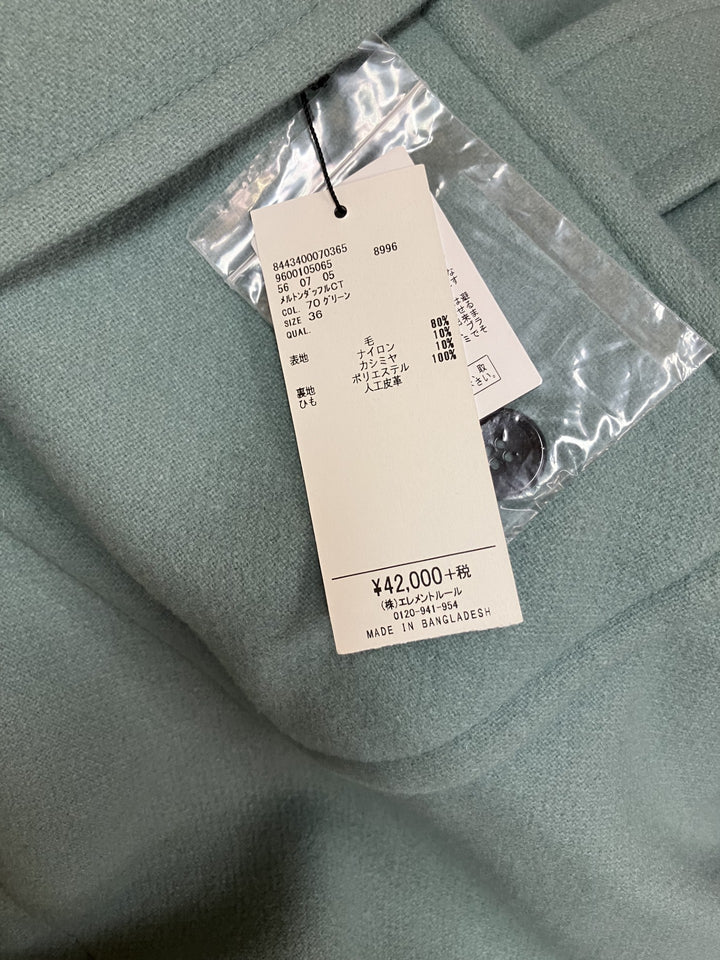 8443400070365 8996
9600105065
56 07 05
メルトンダッフルCT
COL. 70 グリーン
SIZE 36
QUAL.
表地 毛 80%
ナイロン 10%
カシミヤ 10%
裏地 ポリエステル 100%
ひも 人工皮革
¥42,000+税
(株)エレメントルール
0120-941-954
MADE IN BANGLADESH